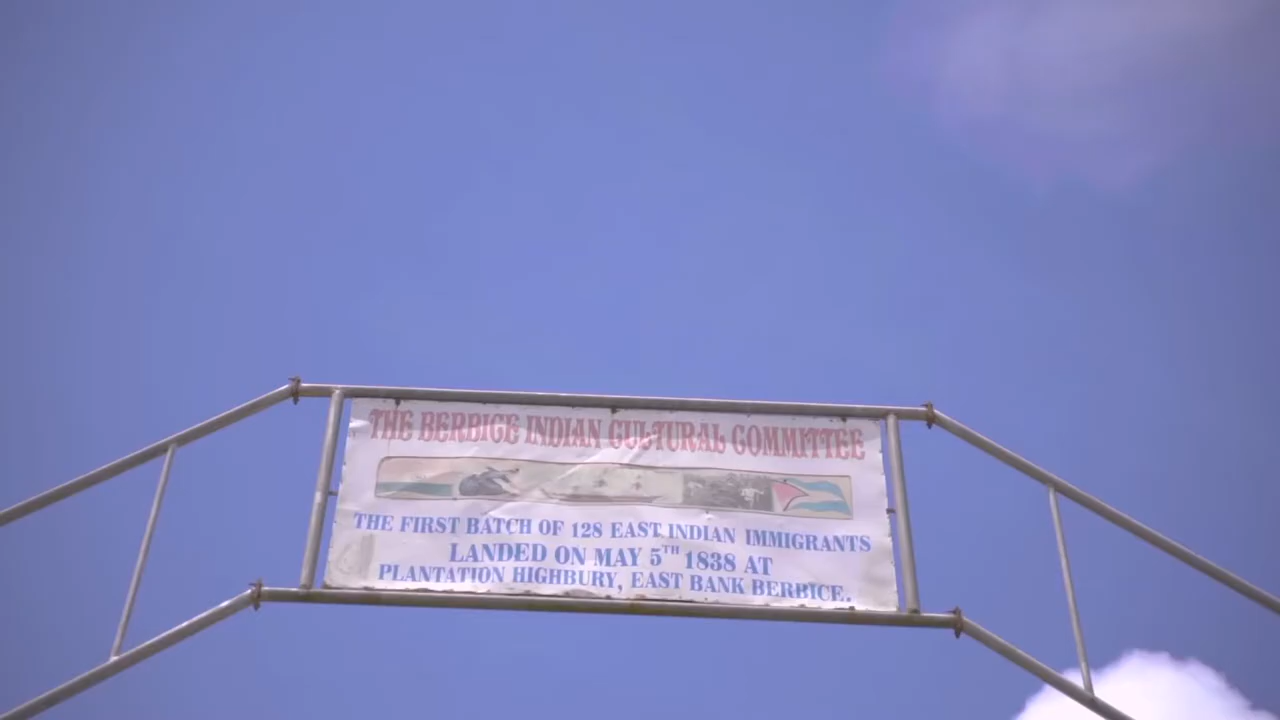 THE BERBICE INDIAN CULTURAL COMMITTEE
THE FIRST BATCH OF 128 EAST INDIAN IMMIGRANTS
LANDED ON MAY 5TH 1838 AT
PLANTATION HIGHBURY, EAST BANK BERBICE.